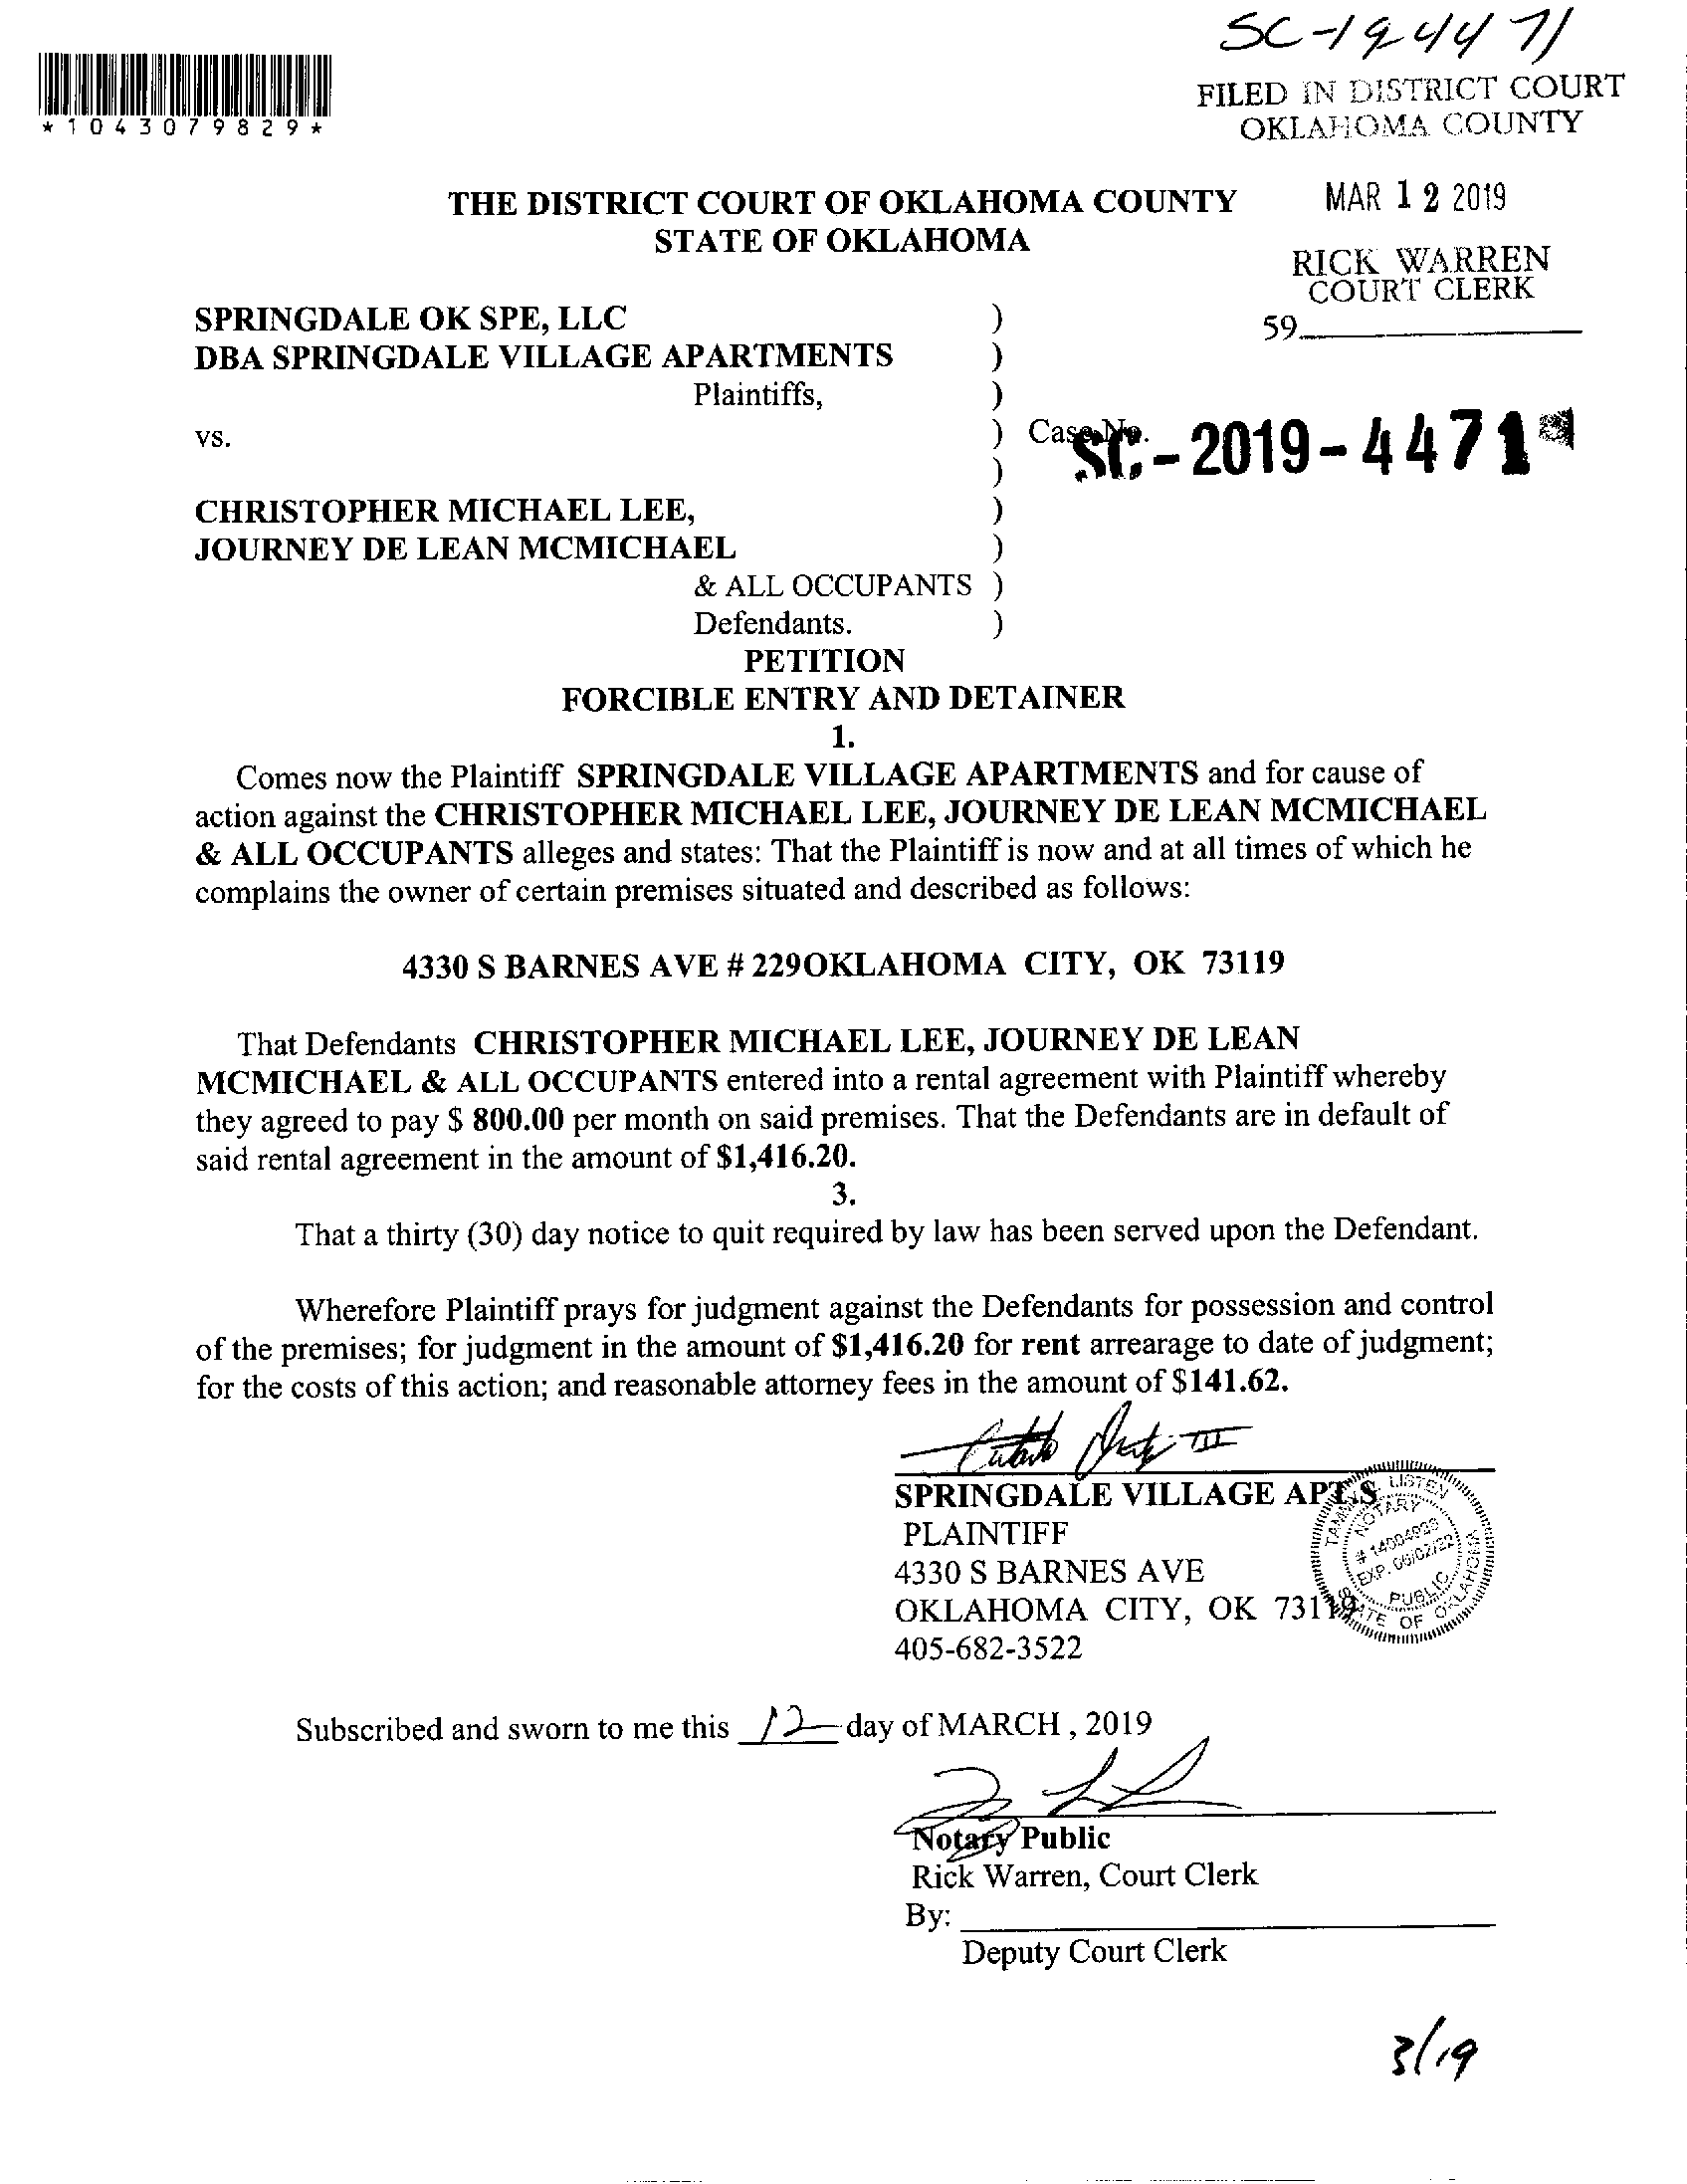 SC-19-4471
FILED IN DISTRICT COURT
OKLAHOMA COUNTY
*1043079829*
MAR 12 2019
THE DISTRICT COURT OF OKLAHOMA COUNTY
STATE OF OKLAHOMA
RICK WARREN
COURT CLERK
59
SPRINGDALE OK SPE, LLC )
DBA SPRINGDALE VILLAGE APARTMENTS )
Plaintiffs, )
vs. ) Case No. SC-2019-4471
)
CHRISTOPHER MICHAEL LEE, )
JOURNEY DE LEAN MCMICHAEL )
& ALL OCCUPANTS )
Defendants. )
PETITION
FORCIBLE ENTRY AND DETAINER
1.
Comes now the Plaintiff SPRINGDALE VILLAGE APARTMENTS and for cause of
action against the CHRISTOPHER MICHAEL LEE, JOURNEY DE LEAN MCMICHAEL
& ALL OCCUPANTS alleges and states: That the Plaintiff is now and at all times of which he
complains the owner of certain premises situated and described as follows:
4330 S BARNES AVE # 229OKLAHOMA CITY, OK 73119
That Defendants CHRISTOPHER MICHAEL LEE, JOURNEY DE LEAN
MCMICHAEL & ALL OCCUPANTS entered into a rental agreement with Plaintiff whereby
they agreed to pay $ 800.00 per month on said premises. That the Defendants are in default of
said rental agreement in the amount of $1,416.20.
3.
That a thirty (30) day notice to quit required by law has been served upon the Defendant.
Wherefore Plaintiff prays for judgment against the Defendants for possession and control
of the premises; for judgment in the amount of $1,416.20 for rent arrearage to date of judgment;
for the costs of this action; and reasonable attorney fees in the amount of $141.62.
SPRINGDALE VILLAGE APTS
PLAINTIFF
4330 S BARNES AVE
OKLAHOMA CITY, OK 73119
405-682-3522
LISTEN
NOTARY
# 14004923
EXP. 06/02/22
PUBLIC
STATE OF OKLAHOMA
Subscribed and sworn to me this 12 day of MARCH , 2019
Notary Public
Rick Warren, Court Clerk
By:
Deputy Court Clerk
3/19